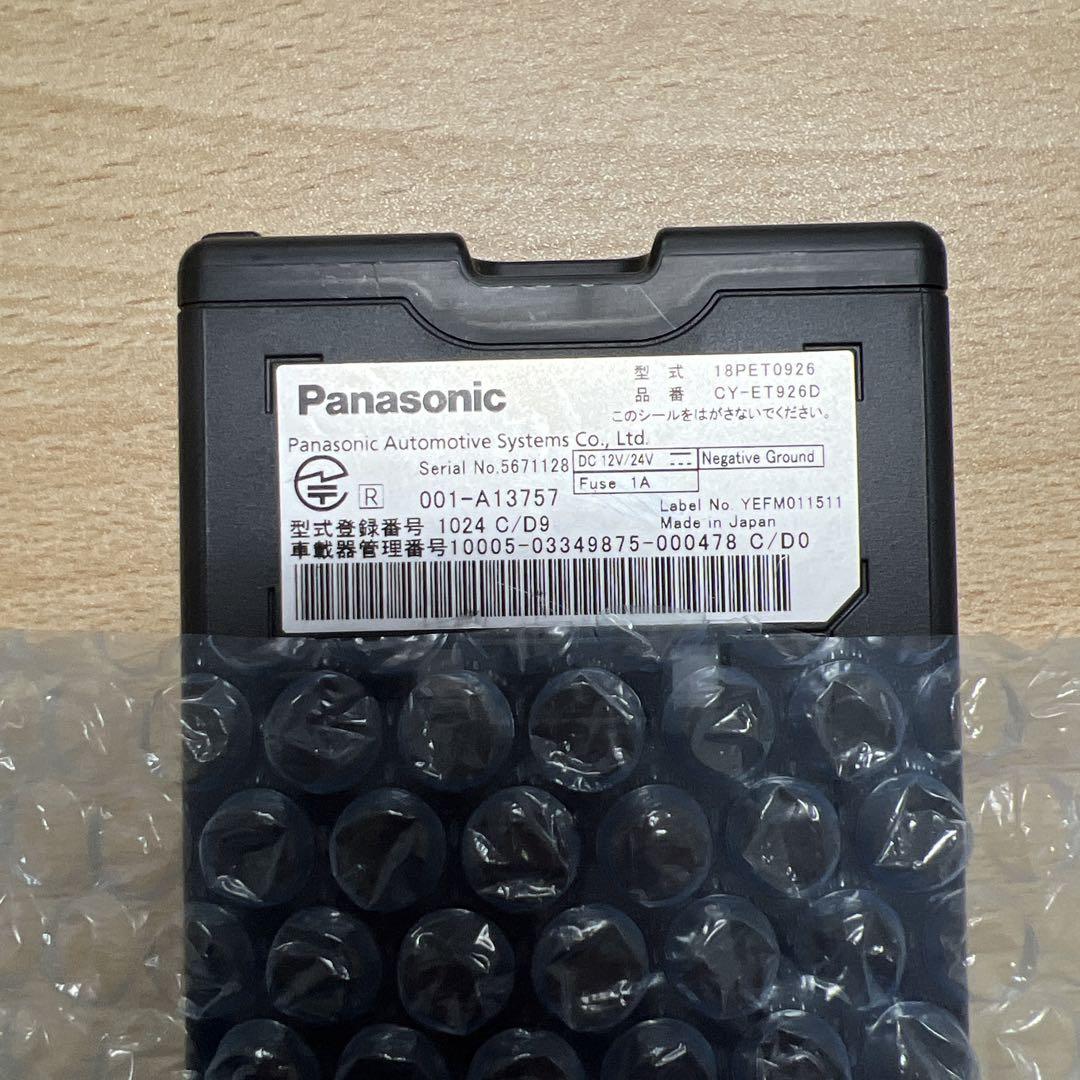 Panasonic
型式 18PET0926
品番 CY-ET926D
このシールをはがさないでください。
Panasonic Automotive Systems Co., Ltd.
Serial No.5671128
DC 12V/24V Negative Ground
Fuse 1A
R 001-A13757
Label No. YEFM011511
型式登録番号 1024 C/D9
Made in Japan
車載器管理番号10005-03349875-000478 C/D0